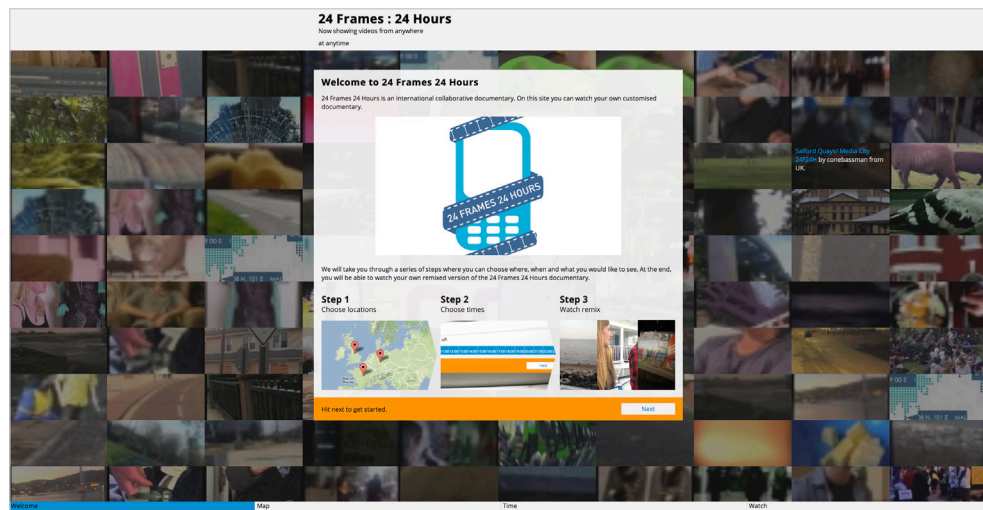 24 Frames : 24 Hours
Now showing videos from anywhere
at anytime
Welcome to 24 Frames 24 Hours
24 Frames 24 Hours is an international collaborative documentary. On this site you can watch your own customised
documentary.
24 FRAMES 24 HOURS
Salford Quays/ Media City
24F24H by conebassman from
UK.
We will take you through a series of steps where you can choose where, when and what you would like to see. At the end,
you will be able to watch your own remixed version of the 24 Frames 24 Hours documentary.
Step 1
Choose locations
Step 2
Choose times
Step 3
Watch remix
Hit next to get started.
Next
Welcome
Map
Time
Watch